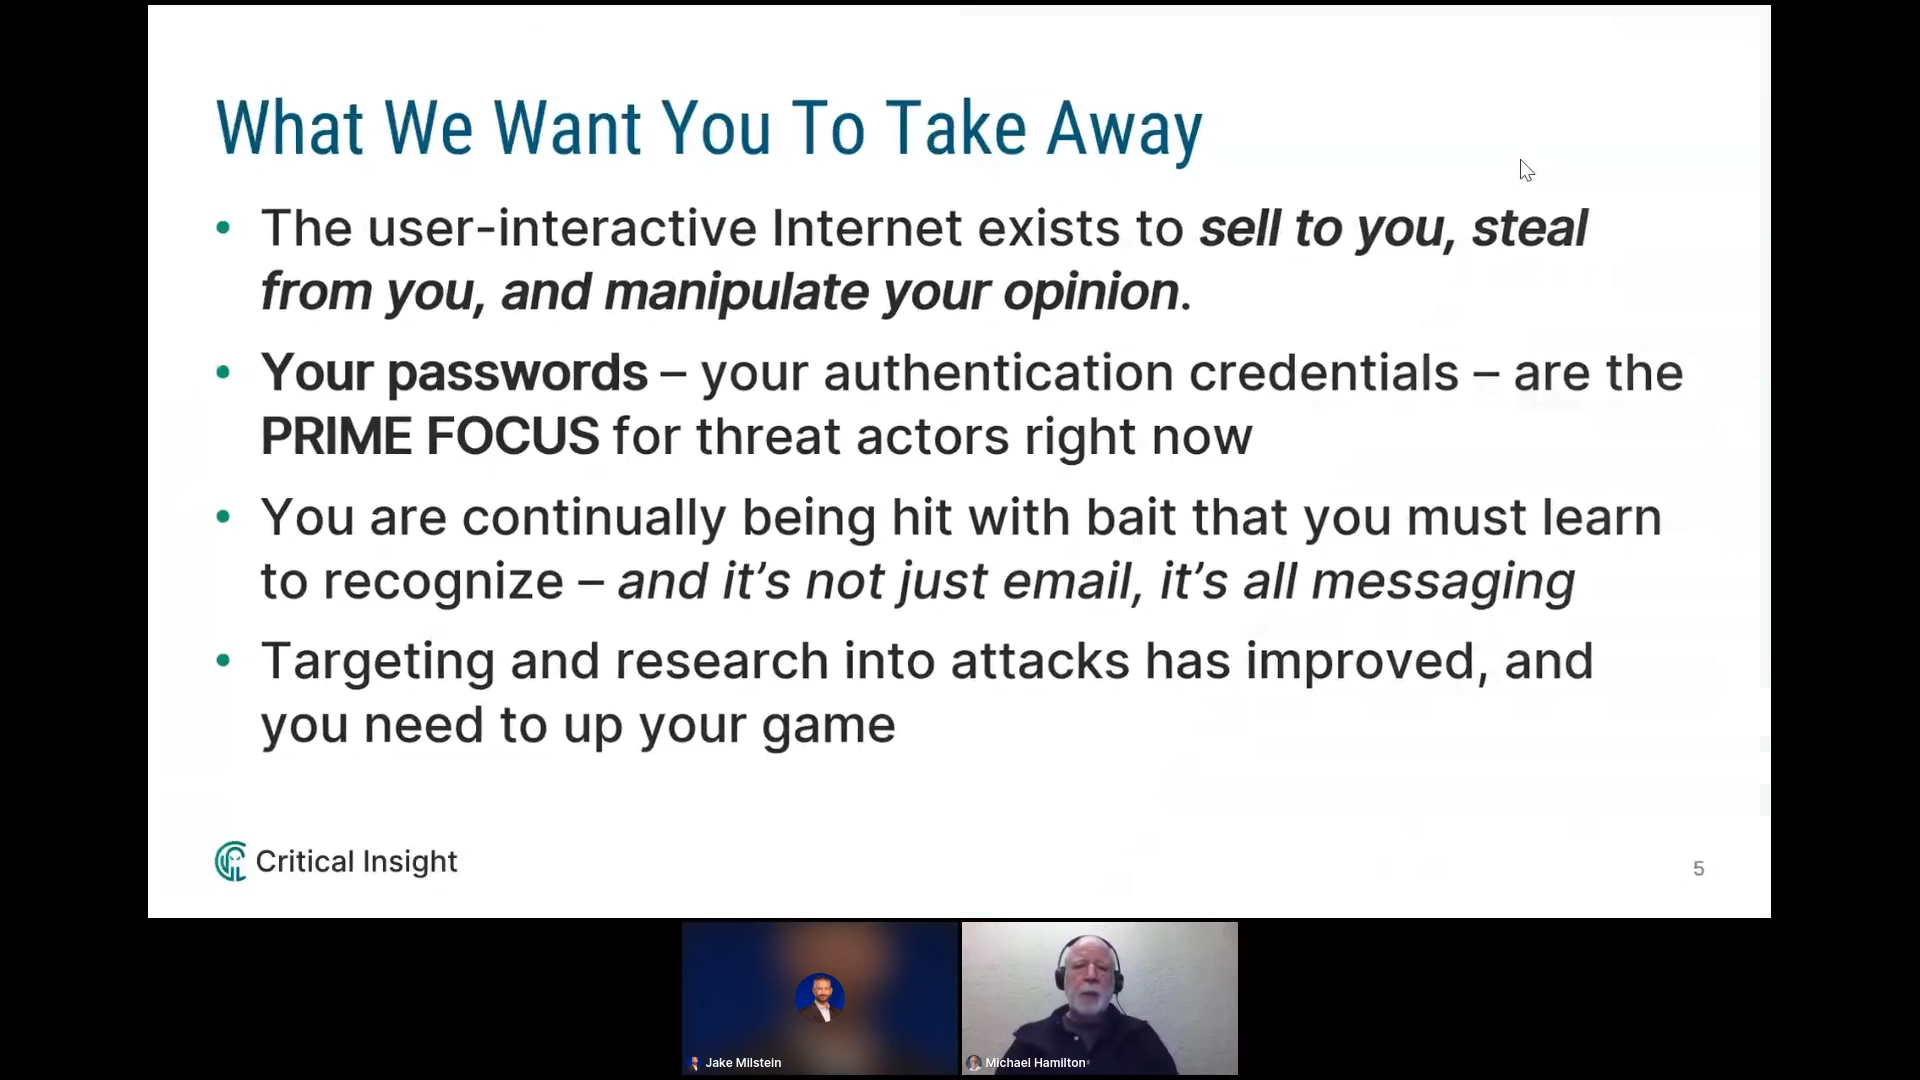 What We Want You To Take Away
• The user-interactive Internet exists to sell to you, steal
from you, and manipulate your opinion.
• Your passwords – your authentication credentials – are the
PRIME FOCUS for threat actors right now
• You are continually being hit with bait that you must learn
to recognize – and it’s not just email, it’s all messaging
• Targeting and research into attacks has improved, and
you need to up your game
Critical Insight
5
Jake Milstein
Michael Hamilton